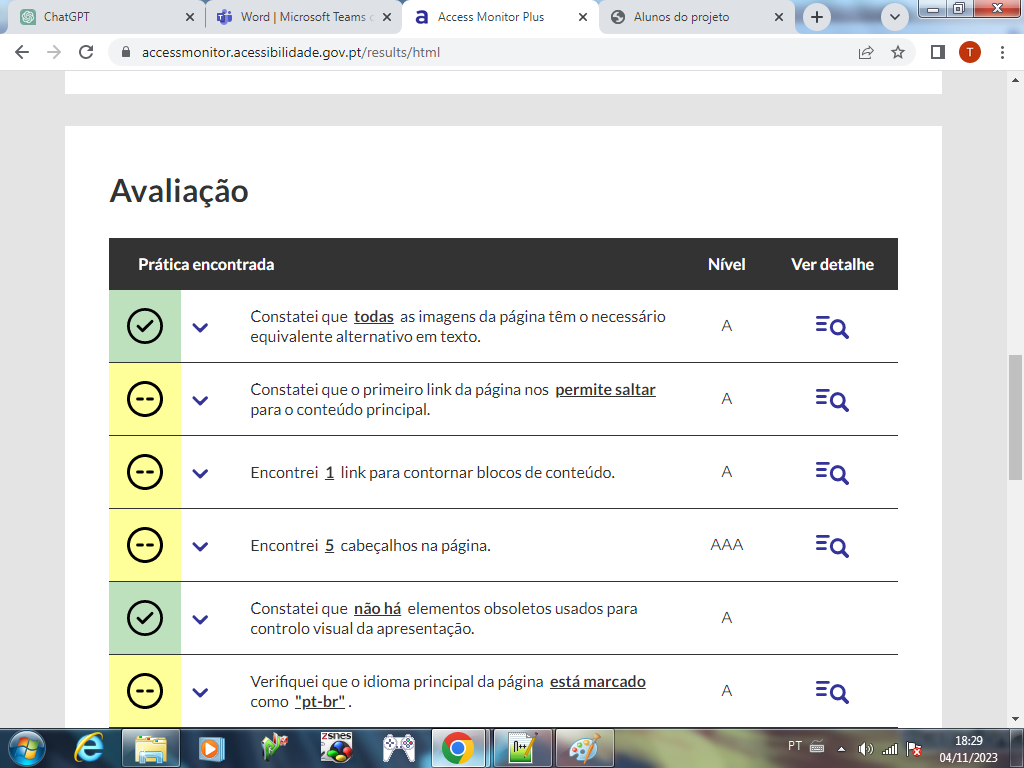 ChatGPT
Word | Microsoft Teams
Access Monitor Plus
Alunos do projeto
accessmonitor.acessibilidade.gov.pt/results/html
T
Avaliação
Prática encontrada Nível Ver detalhe
Constatei que todas as imagens da página têm o necessário
equivalente alternativo em texto.
A
Constatei que o primeiro link da página nos permite saltar
para o conteúdo principal.
A
Encontrei 1 link para contornar blocos de conteúdo.
A
Encontrei 5 cabeçalhos na página.
AAA
Constatei que não há elementos obsoletos usados para
controlo visual da apresentação.
A
Verifiquei que o idioma principal da página está marcado
como "pt-br" .
A
ZSNES
PT
18:29
04/11/2023